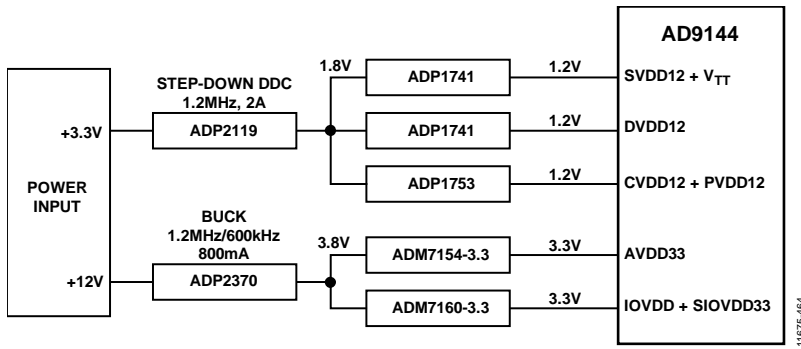 AD9144
POWER
INPUT
+3.3V
+12V
STEP-DOWN DDC
1.2MHz, 2A
ADP2119
1.8V
ADP1741
1.2V
SVDD12 + VTT
ADP1741
1.2V
DVDD12
ADP1753
1.2V
CVDD12 + PVDD12
BUCK
1.2MHz/600kHz
800mA
ADP2370
3.8V
ADM7154-3.3
3.3V
AVDD33
ADM7160-3.3
3.3V
IOVDD + SIOVDD33
11675-464